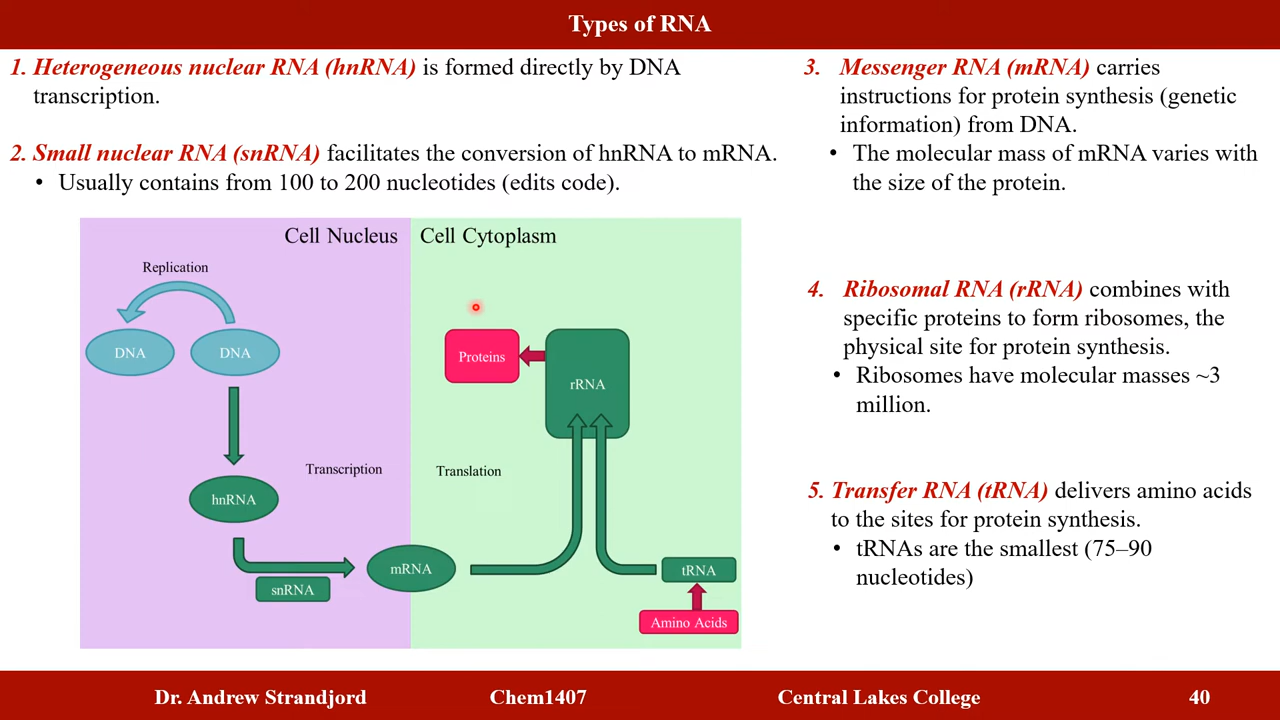 Types of RNA
1. Heterogeneous nuclear RNA (hnRNA) is formed directly by DNA
transcription.
2. Small nuclear RNA (snRNA) facilitates the conversion of hnRNA to mRNA.
• Usually contains from 100 to 200 nucleotides (edits code).
Cell Nucleus
Cell Cytoplasm
Replication
DNA
DNA
Proteins
rRNA
Transcription
Translation
hnRNA
snRNA
mRNA
tRNA
Amino Acids
3. Messenger RNA (mRNA) carries
instructions for protein synthesis (genetic
information) from DNA.
• The molecular mass of mRNA varies with
the size of the protein.
4. Ribosomal RNA (rRNA) combines with
specific proteins to form ribosomes, the
physical site for protein synthesis.
• Ribosomes have molecular masses ~3
million.
5. Transfer RNA (tRNA) delivers amino acids
to the sites for protein synthesis.
• tRNAs are the smallest (75–90
nucleotides)
Dr. Andrew Strandjord Chem1407 Central Lakes College 40